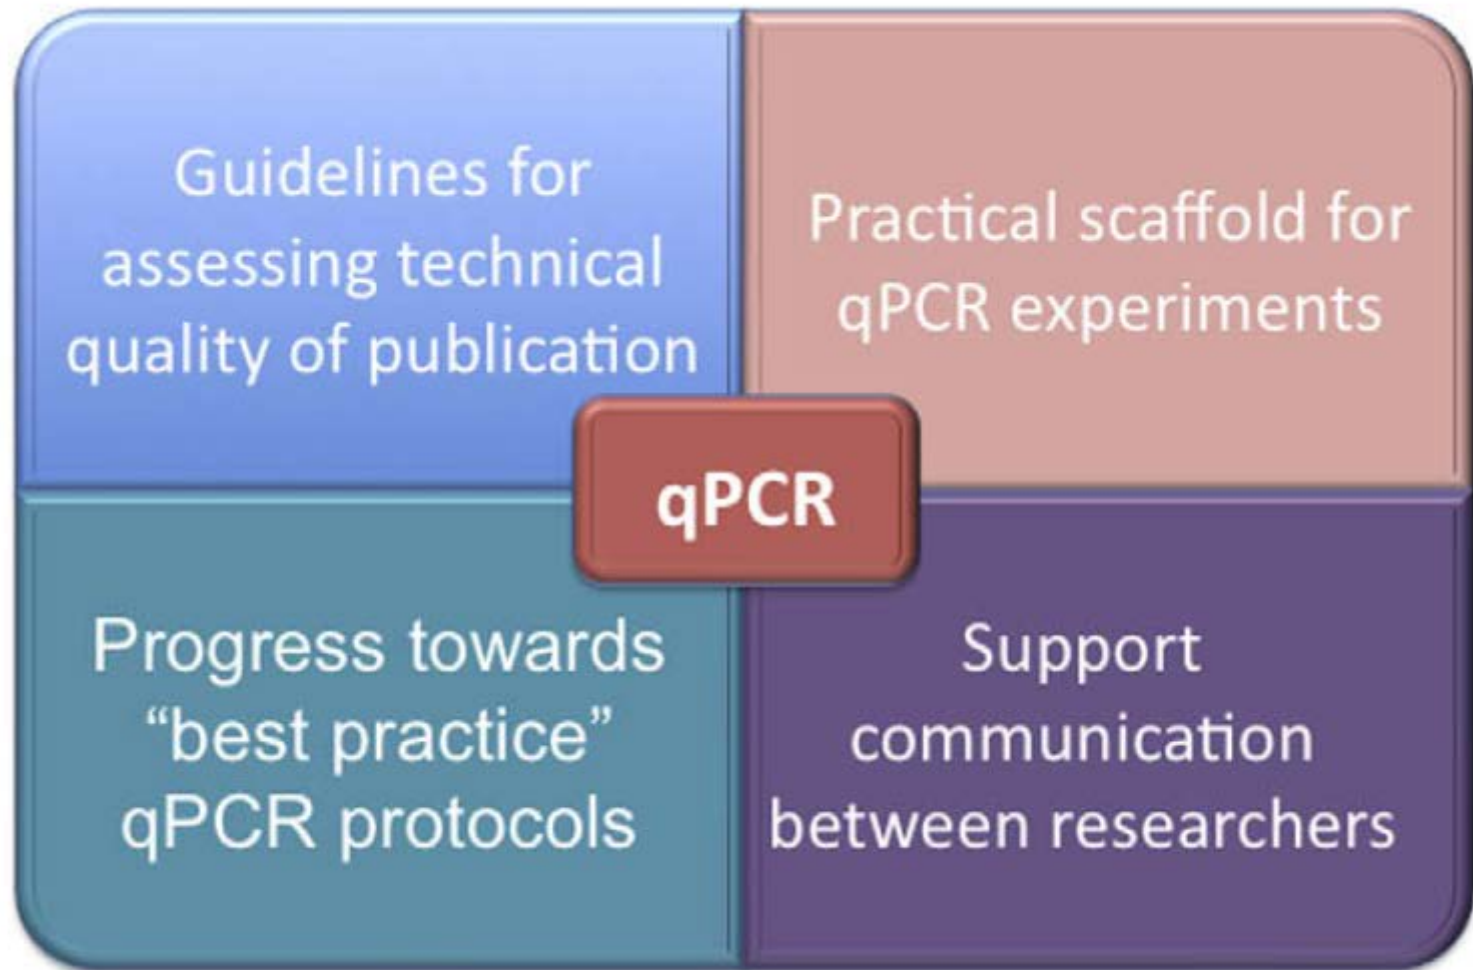 Guidelines for
assessing technical
quality of publication
Practical scaffold for
qPCR experiments
qPCR
Progress towards
“best practice”
qPCR protocols
Support
communication
between researchers